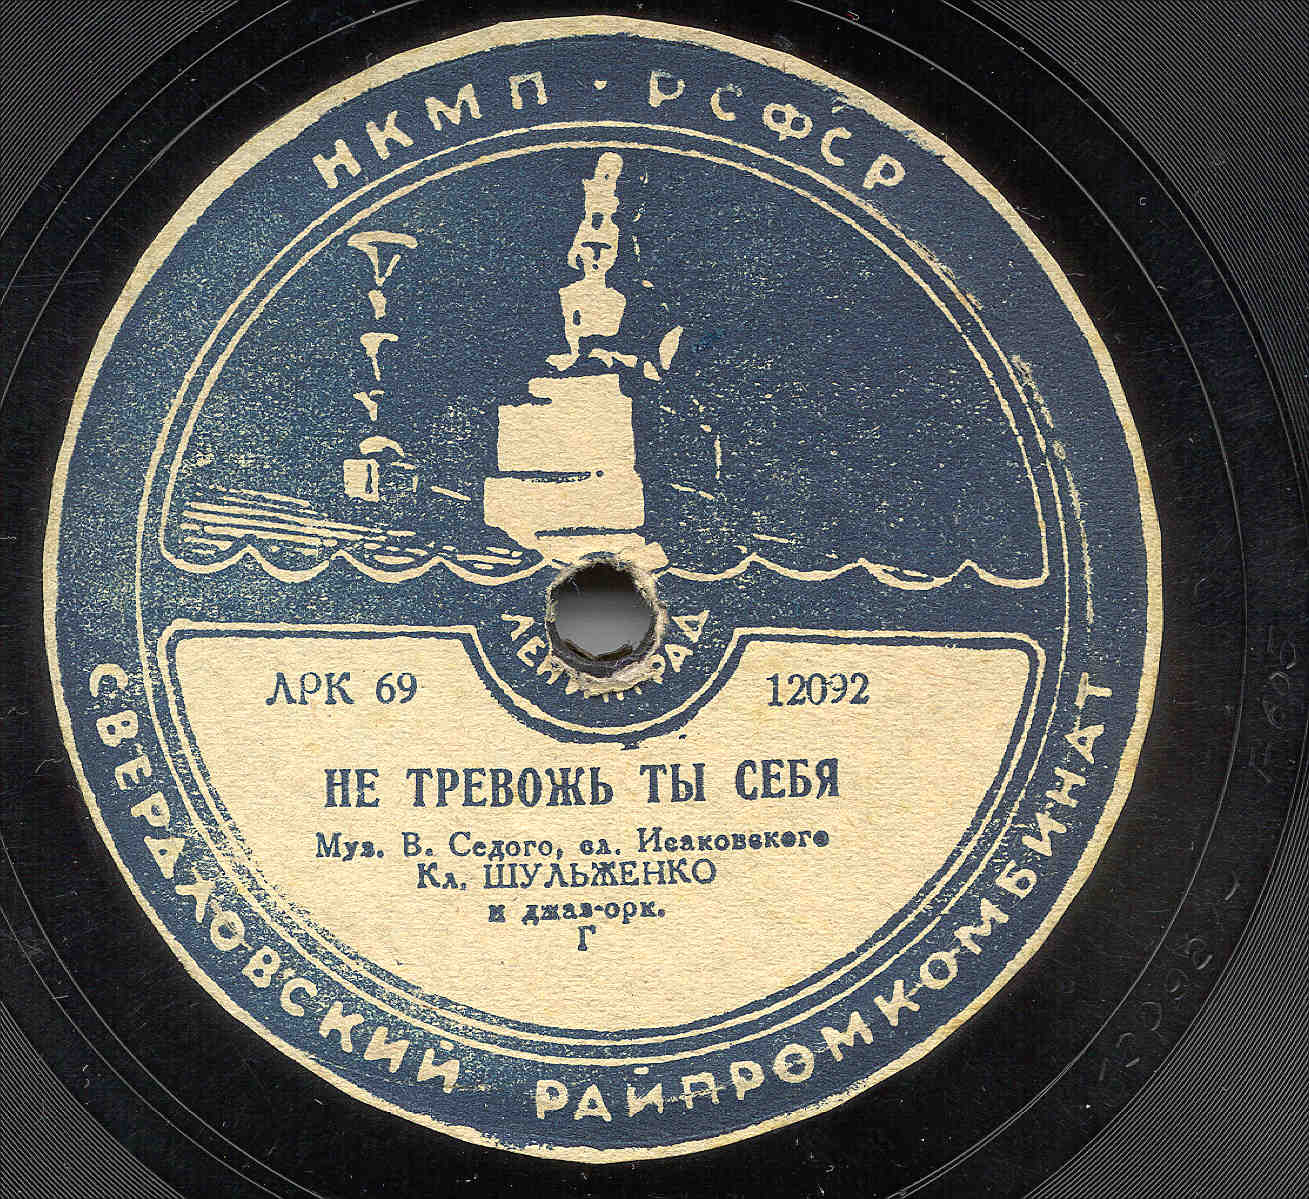 НКМП · РСФСР
ЛЕНИНГРАД
ЛРК 69 12092
НЕ ТРЕВОЖЬ ТЫ СЕБЯ
Муз. В. Седого, сл. Исаковского
Кл. ШУЛЬЖЕНКО
и джаз-орк.
Г
СВЕРДЛОВСКИЙ РАЙПРОМКОМБИНАТ